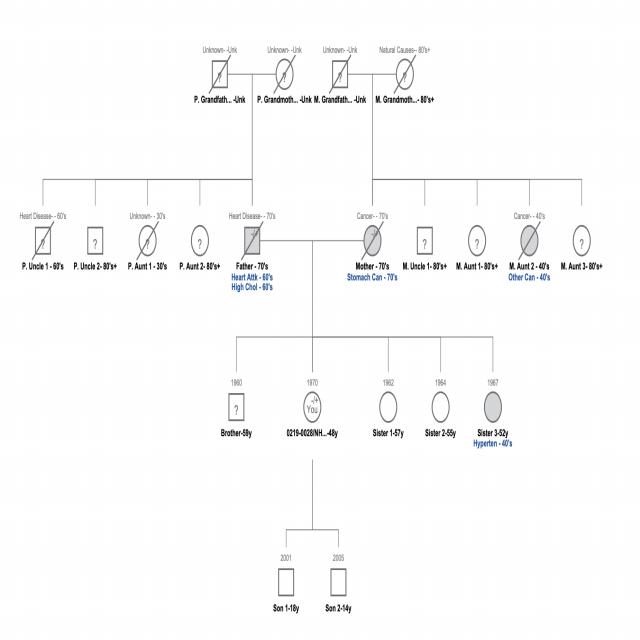 Unknown- -Unk
Unknown- -Unk
Unknown- -Unk
Natural Causes-- 80's+
?
?
?
?
P. Grandfath... -Unk
P. Grandmoth... -Unk
M. Grandfath... -Unk
M. Grandmoth...- 80's+
Heart Disease- - 60's
Unknown- - 30's
Heart Disease- - 70's
Cancer-- 70's
Cancer-- 40's
?
?
?
?
?
?
?
P. Uncle 1 - 60's
P. Uncle 2- 80's+
P. Aunt 1 - 30's
P. Aunt 2- 80's+
Father - 70's
Mother - 70's
M. Uncle 1- 80's+
M. Aunt 1- 80's+
M. Aunt 2 - 40's
M. Aunt 3- 80's+
Heart Attk - 60's
Stomach Can - 70's
Other Can - 40's
High Chol - 60's
1960
1970
1962
1964
1967
?
-/+
You
Brother-59y
0219-0028/NH...-48y
Sister 1-57y
Sister 2-55y
Sister 3-52y
Hyperten - 40's
2001
2005
Son 1-18y
Son 2-14y